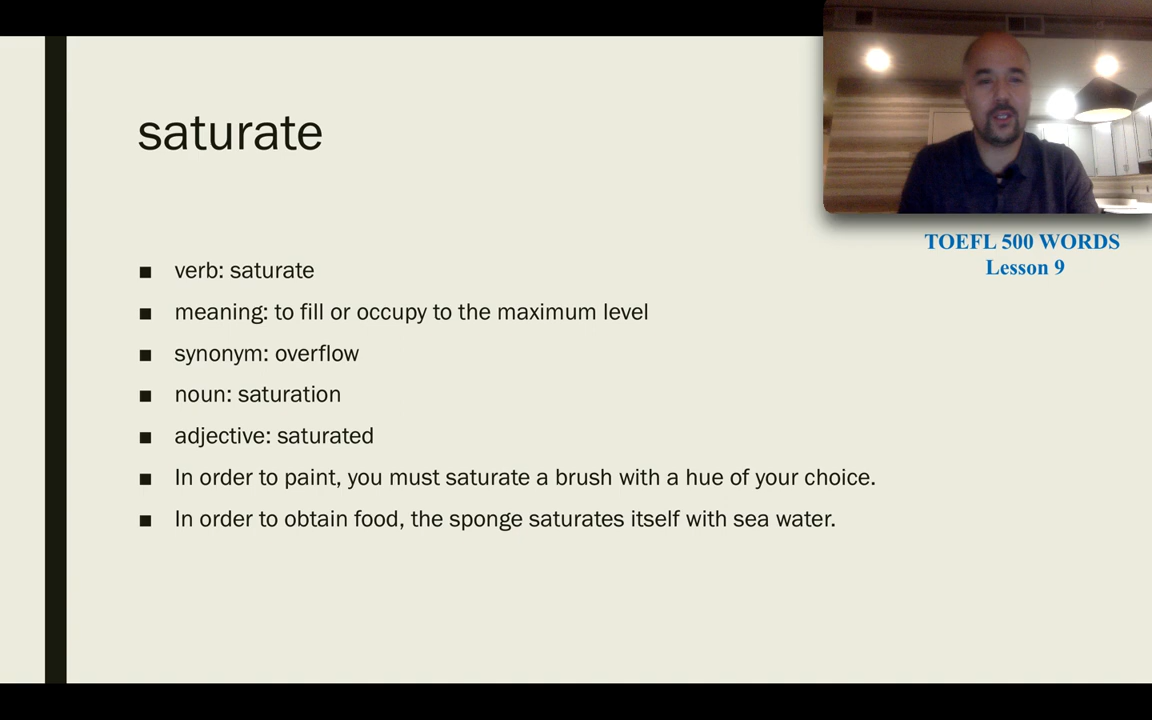 saturate
TOEFL 500 WORDS
Lesson 9
■ verb: saturate
■ meaning: to fill or occupy to the maximum level
■ synonym: overflow
■ noun: saturation
■ adjective: saturated
■ In order to paint, you must saturate a brush with a hue of your choice.
■ In order to obtain food, the sponge saturates itself with sea water.